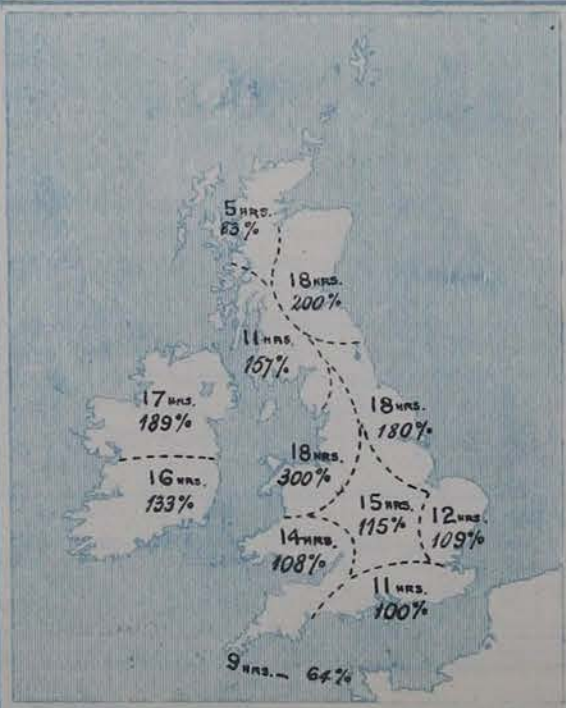 5 HRS.
83%
18 HRS.
200%
11 HRS.
157%
17 HRS.
189%
18 HRS.
180%
18 HRS.
300%
16 HRS.
133%
15 HRS.
115%
12 HRS.
109%
14 HRS.
108%
11 HRS.
100%
9 HRS. — 64%